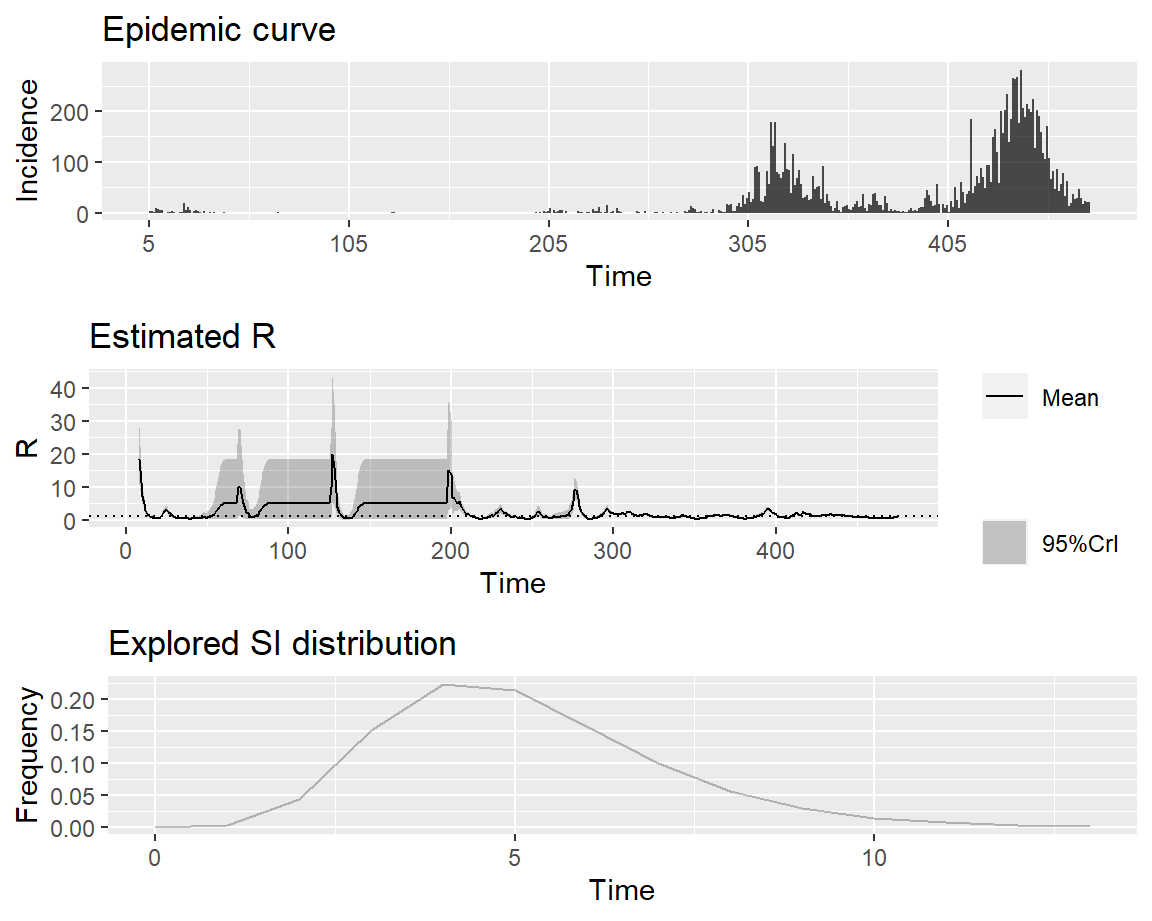 Epidemic curve
Incidence
200
100
0
5 105 205 305 405
Time
Estimated R
R
40
30
20
10
0
0 100 200 300 400
Time
Mean
95%CrI
Explored SI distribution
Frequency
0.20
0.15
0.10
0.05
0.00
0 5 10
Time